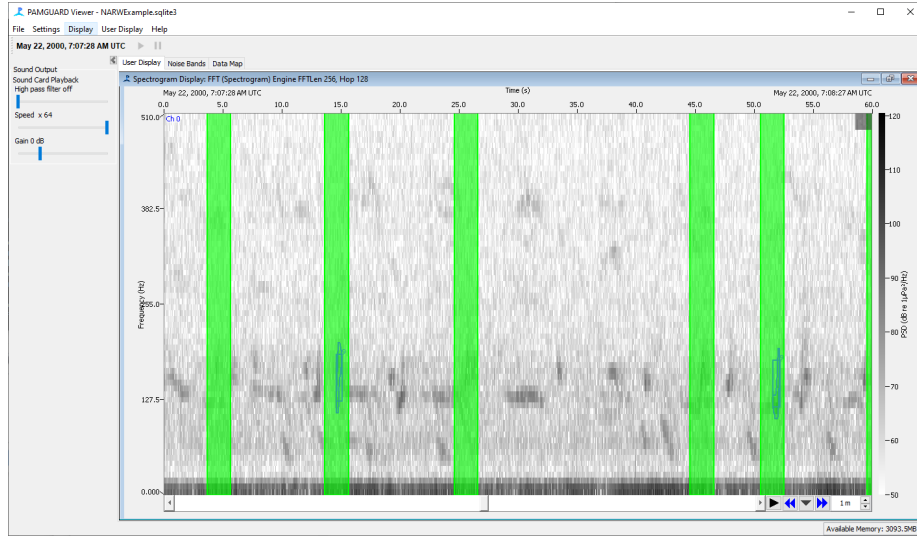 PAMGUARD Viewer - NARWExample.sqlite3
File Settings Display User Display Help
May 22, 2000, 7:07:28 AM UTC
User Display Noise Bands Data Map
Sound Output
Sound Card Playback
High pass filter off
Speed x 64
Gain 0 dB
Spectrogram Display: FFT (Spectrogram) Engine FFTLen 256, Hop 128
May 22, 2000, 7:07:28 AM UTC Time (s) May 22, 2000, 7:08:27 AM UTC
0.0 5.0 10.0 15.0 20.0 25.0 30.0 35.0 40.0 45.0 50.0 55.0 60.0
Ch 0
510.0
382.5
255.0
127.5
0.000
Frequency (Hz)
120
110
100
90
80
70
60
50
PSD (dB re 1µPa²/Hz)
1 m
Available Memory: 3093.5MB